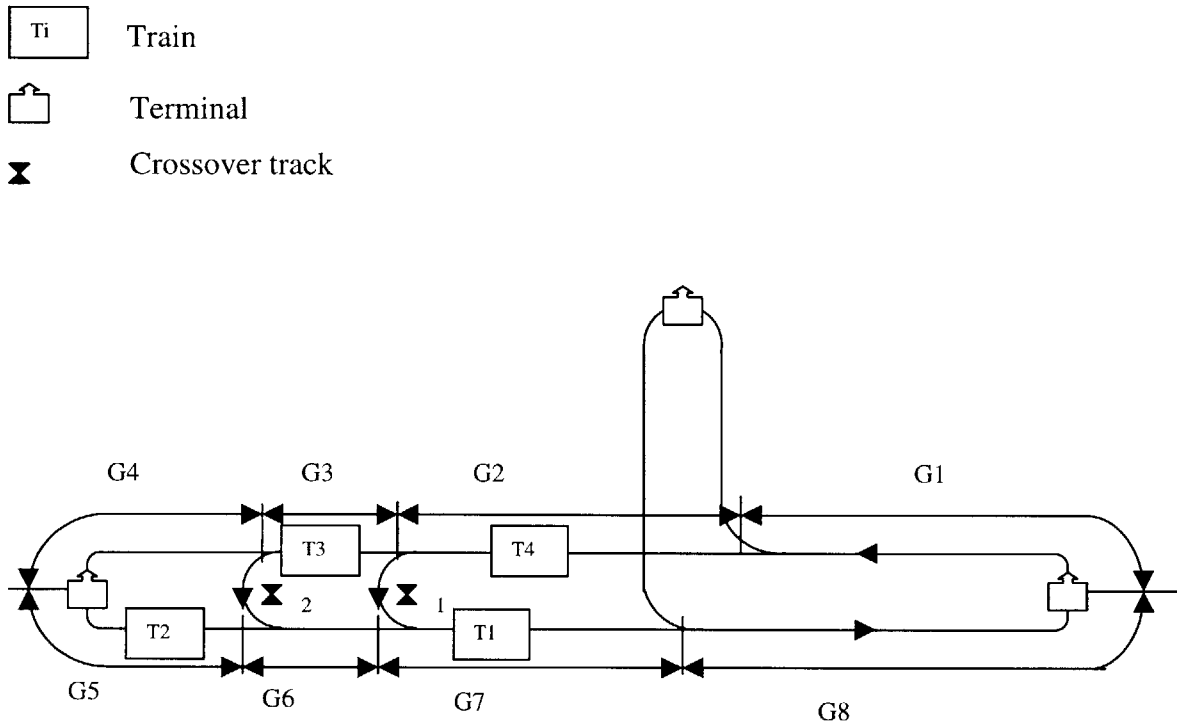 Ti Train
Terminal
Crossover track
G4 G3 G2 G1
T3 T4
2 1
T2 T1
G5 G6 G7 G8